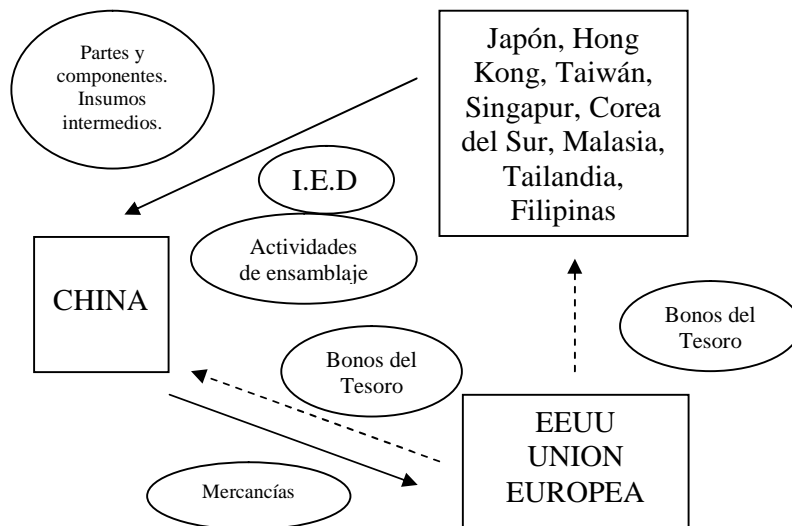 Partes y
componentes.
Insumos
intermedios.
Japón, Hong
Kong, Taiwán,
Singapur, Corea
del Sur, Malasia,
Tailandia,
Filipinas
I.E.D
Actividades
de ensamblaje
CHINA
Bonos del
Tesoro
Bonos del
Tesoro
EEUU
UNION
EUROPEA
Mercancías